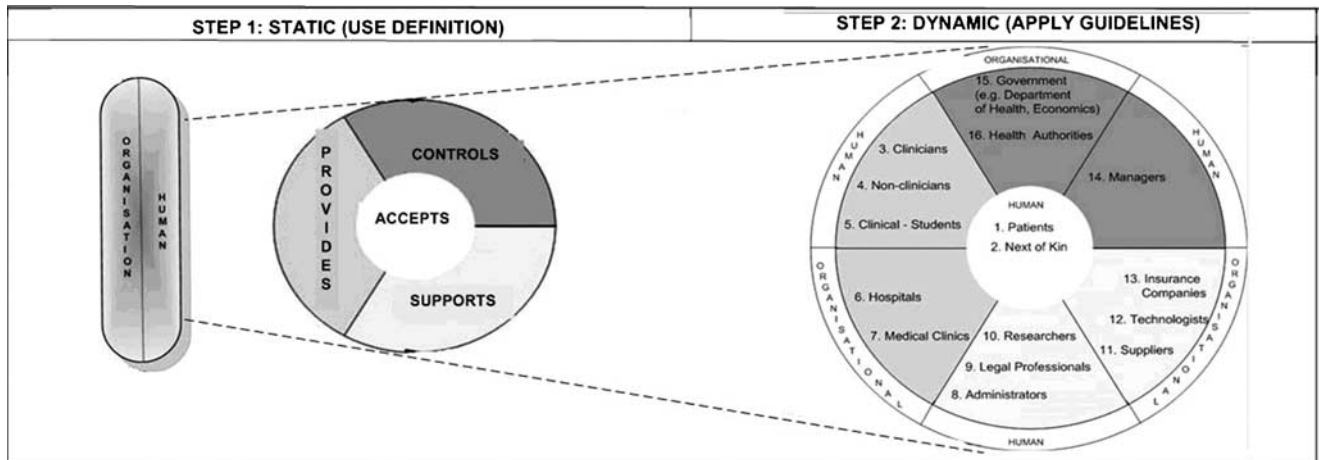 STEP 1: STATIC (USE DEFINITION)
STEP 2: DYNAMIC (APPLY GUIDELINES)
ORGANISATION
HUMAN
PROVIDES
CONTROLS
ACCEPTS
SUPPORTS
ORGANISATIONAL
15. Government
(e.g. Department
of Health, Economics)
16. Health Authorities
HUMAN
3. Clinicians
4. Non-clinicians
5. Clinical - Students
HUMAN
14. Managers
HUMAN
1. Patients
2. Next of Kin
ORGANISATIONAL
6. Hospitals
7. Medical Clinics
10. Researchers
9. Legal Professionals
8. Administrators
HUMAN
13. Insurance
Companies
12. Technologists
11. Suppliers
ORGANISATIONAL